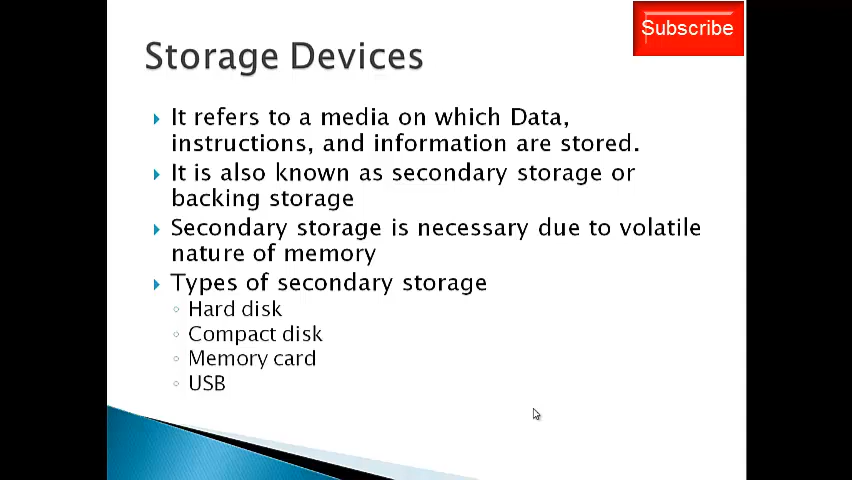 Subscribe
Storage Devices
It refers to a media on which Data,
instructions, and information are stored.
It is also known as secondary storage or
backing storage
Secondary storage is necessary due to volatile
nature of memory
Types of secondary storage
Hard disk
Compact disk
Memory card
USB